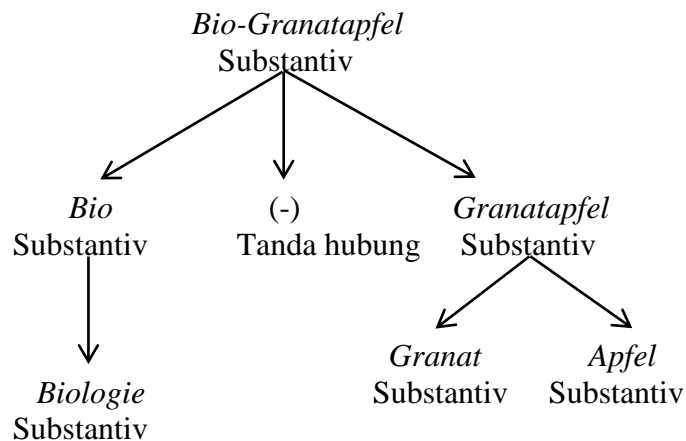 Bio-Granatapfel
Substantiv
Bio
Substantiv
(-)
Tanda hubung
Granatapfel
Substantiv
Biologie
Substantiv
Granat
Substantiv
Apfel
Substantiv